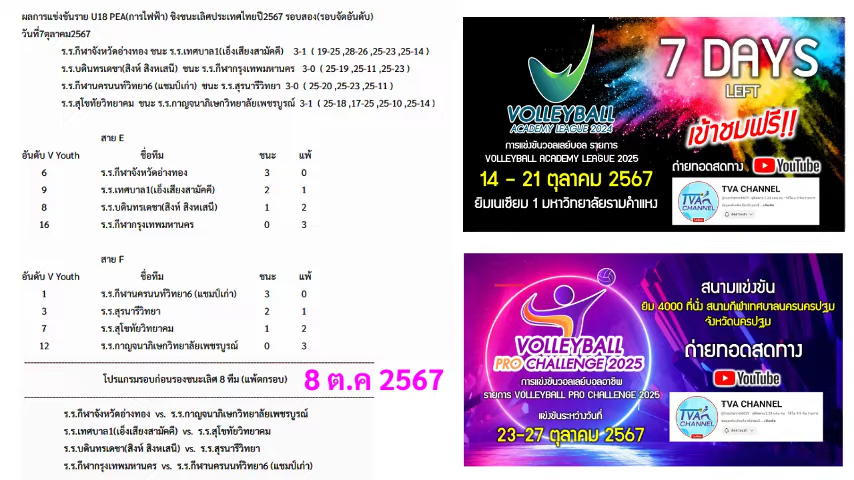 ผลการแข่งขันราย U18 PEA(การไฟฟ้า) ชิงชนะเลิศประเทศไทยปี2567 รอบสอง(รอบจัดอันดับ)
วันที่7ตุลาคม2567
ร.ร.กีฬาจังหวัดอ่างทอง ชนะ ร.ร.เทศบาล1(เอ็งเสียงสามัคคี) 3-1 ( 19-25 ,28-26 ,25-23 ,25-14 )
ร.ร.บดินทรเดชา(สิงห์ สิงหเสนี) ชนะ ร.ร.กีฬากรุงเทพมหานคร 3-0 ( 25-19 ,25-11 ,25-23 )
ร.ร.กีฬานครนนท์วิทยา6 (แชมป์เก่า) ชนะ ร.ร.สุรนารีวิทยา 3-0 ( 25-20 ,25-23 ,25-11 )
ร.ร.สุโขทัยวิทยาคม ชนะ ร.ร.กาญจนาภิเษกวิทยาลัยเพชรบูรณ์ 3-1 ( 25-18 ,17-25 ,25-10 ,25-14 )
สาย E
อันดับ V Youth ชื่อทีม ชนะ แพ้
6 ร.ร.กีฬาจังหวัดอ่างทอง 3 0
9 ร.ร.เทศบาล1(เอ็งเสียงสามัคคี) 2 1
8 ร.ร.บดินทรเดชา(สิงห์ สิงหเสนี) 1 2
16 ร.ร.กีฬากรุงเทพมหานคร 0 3
สาย F
อันดับ V Youth ชื่อทีม ชนะ แพ้
1 ร.ร.กีฬานครนนท์วิทยา6 (แชมป์เก่า) 3 0
3 ร.ร.สุรนารีวิทยา 2 1
7 ร.ร.สุโขทัยวิทยาคม 1 2
12 ร.ร.กาญจนาภิเษกวิทยาลัยเพชรบูรณ์ 0 3
โปรแกรมรอบก่อนรองชนะเลิศ 8 ทีม (แพ้ตกรอบ)
8 ต.ค 2567
ร.ร.กีฬาจังหวัดอ่างทอง vs. ร.ร.กาญจนาภิเษกวิทยาลัยเพชรบูรณ์
ร.ร.เทศบาล1(เอ็งเสียงสามัคคี) vs. ร.ร.สุโขทัยวิทยาคม
ร.ร.บดินทรเดชา(สิงห์ สิงหเสนี) vs. ร.ร.สุรนารีวิทยา
ร.ร.กีฬากรุงเทพมหานคร vs. ร.ร.กีฬานครนนท์วิทยา6 (แชมป์เก่า)
VOLLEYBALL
ACADEMY LEAGUE 2024
การแข่งขันวอลเลย์บอล รายการ
VOLLEYBALL ACADEMY LEAGUE 2025
14 - 21 ตุลาคม 2567
ยิมเนเซียม 1 มหาวิทยาลัยรามคำแหง
7 DAYS
LEFT
เข้าชมฟรี!!
ถ่ายทอดสดทาง YouTube
TVA CHANNEL
TVA CHANNEL
VOLLEYBALL
PRO CHALLENGE 2025
การแข่งขันวอลเลย์บอลอาชีพ
รายการ VOLLEYBALL PRO CHALLENGE 2025
แข่งขันระหว่างวันที่
23-27 ตุลาคม 2567
สนามแข่งขัน
ยิม 4000 ที่นั่ง สนามกีฬาเทศบาลนครนครปฐม
จังหวัดนครปฐม
ถ่ายทอดสดทาง
YouTube
TVA CHANNEL
TVA CHANNEL